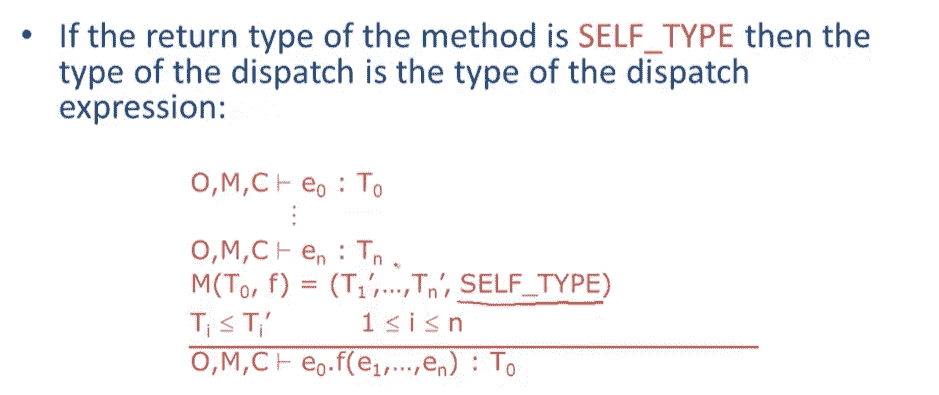 • If the return type of the method is SELF_TYPE then the
type of the dispatch is the type of the dispatch
expression:
O,M,C ⊢ e₀ : T₀
⋮
O,M,C ⊢ eₙ : Tₙ
M(T₀, f) = (T₁′,...,Tₙ′, SELF_TYPE)
Tᵢ ≤ Tᵢ′ 1 ≤ i ≤ n
O,M,C ⊢ e₀.f(e₁,...,eₙ) : T₀